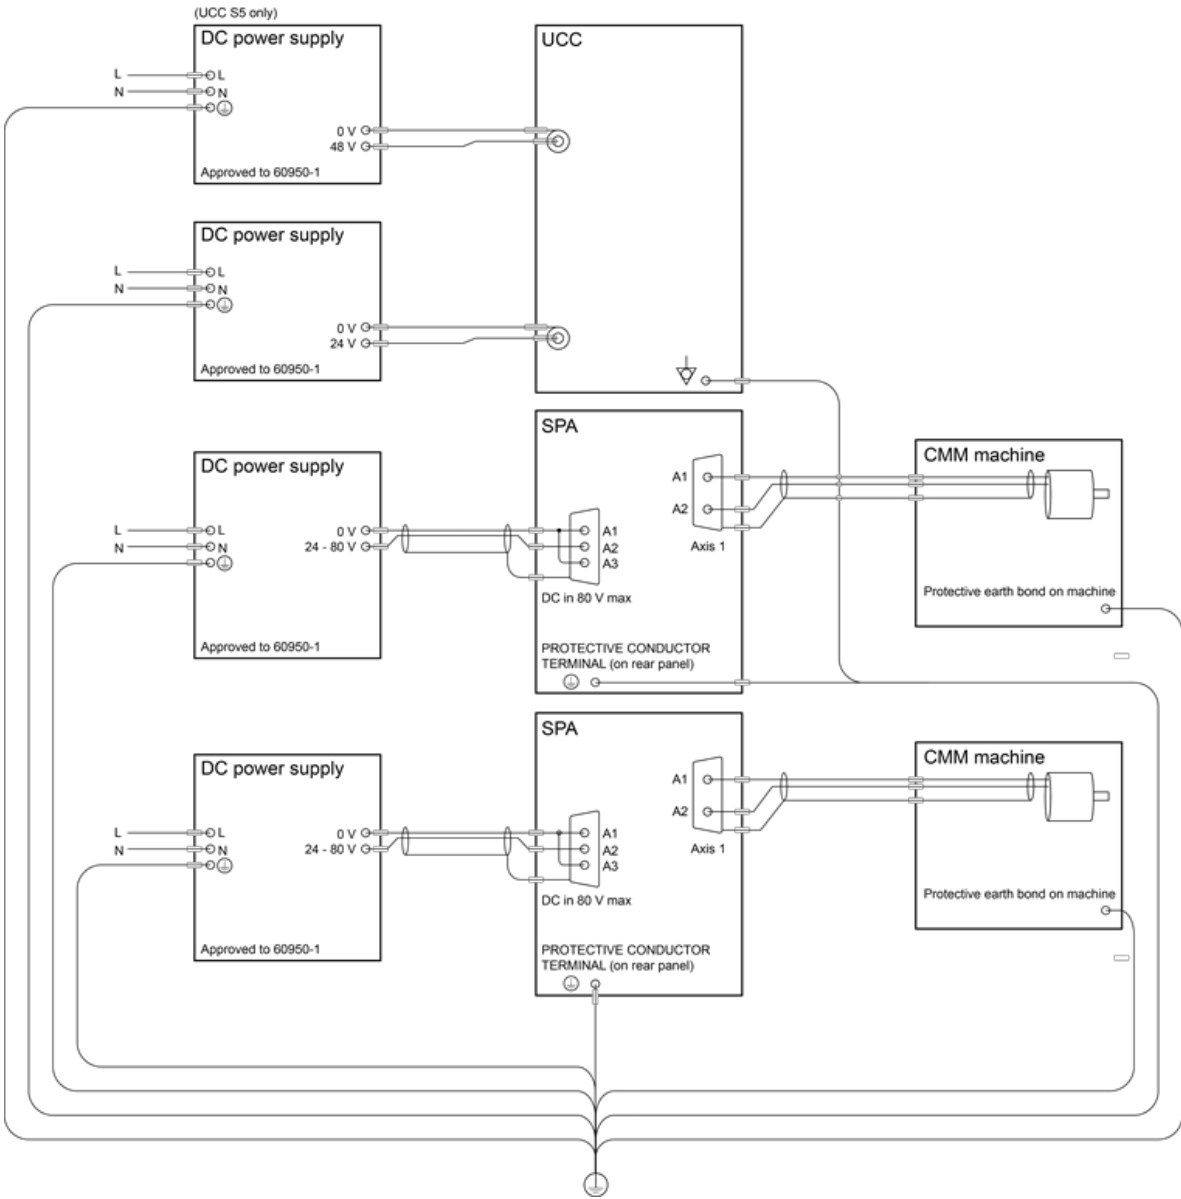 (UCC S5 only)
DC power supply
L
L
N
N
0 V
48 V
Approved to 60950-1
UCC
DC power supply
L
L
N
N
0 V
24 V
Approved to 60950-1
SPA
A1
A2
Axis 1
CMM machine
Protective earth bond on machine
DC power supply
L
L
N
N
0 V
24 - 80 V
Approved to 60950-1
A1
A2
A3
DC in 80 V max
PROTECTIVE CONDUCTOR
TERMINAL (on rear panel)
SPA
A1
A2
Axis 1
CMM machine
Protective earth bond on machine
DC power supply
L
L
N
N
0 V
24 - 80 V
Approved to 60950-1
A1
A2
A3
DC in 80 V max
PROTECTIVE CONDUCTOR
TERMINAL (on rear panel)